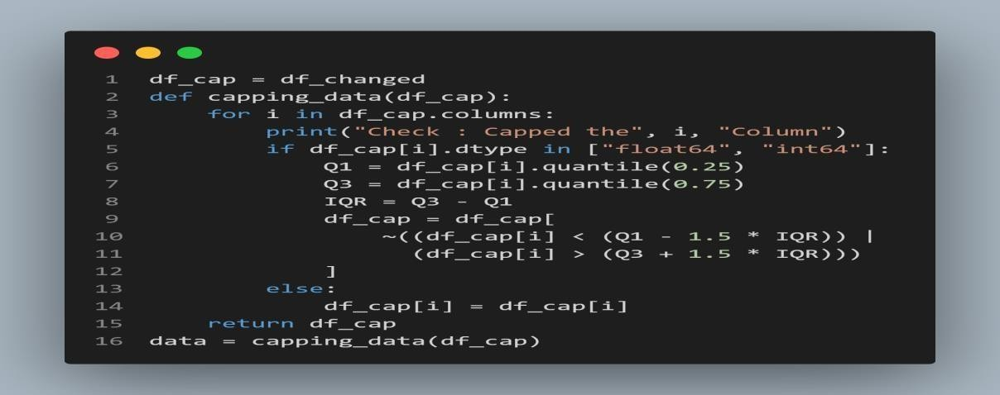 1 df_cap = df_changed
2 def capping_data(df_cap):
3     for i in df_cap.columns:
4         print("Check : Capped the", i, "Column")
5         if df_cap[i].dtype in ["float64", "int64"]:
6             Q1 = df_cap[i].quantile(0.25)
7             Q3 = df_cap[i].quantile(0.75)
8             IQR = Q3 - Q1
9             df_cap = df_cap[
10                 ~((df_cap[i] < (Q1 - 1.5 * IQR)) |
11                   (df_cap[i] > (Q3 + 1.5 * IQR)))
12             ]
13         else:
14             df_cap[i] = df_cap[i]
15     return df_cap
16 data = capping_data(df_cap)